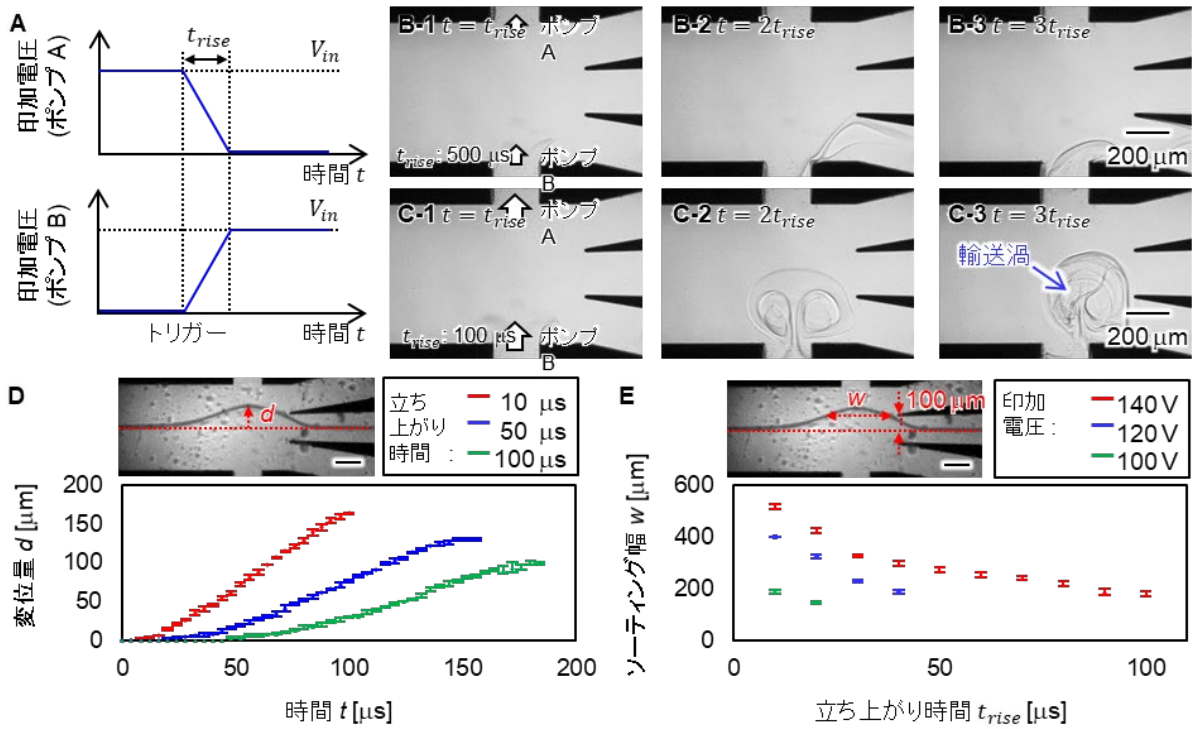 A
t_rise
V_in
印加電圧
(ポンプ A)
時間 t
V_in
印加電圧
(ポンプ B)
トリガー
時間 t
B-1 t = t_rise
ポンプ
A
t_rise: 500 μs
ポンプ
B
B-2 t = 2t_rise
B-3 t = 3t_rise
200 μm
C-1 t = t_rise
ポンプ
A
t_rise: 100 μs
ポンプ
B
C-2 t = 2t_rise
C-3 t = 3t_rise
輸送渦
200 μm
D
d
立ち
上がり
時間 :
10 μs
50 μs
100 μs
変位量 d [μm]
200
150
100
50
0
0 50 100 150 200
時間 t [μs]
E
w
100 μm
印加
電圧 :
140 V
120 V
100 V
ソーティング幅 w [μm]
600
400
200
0
0 50 100
立ち上がり時間 t_rise [μs]